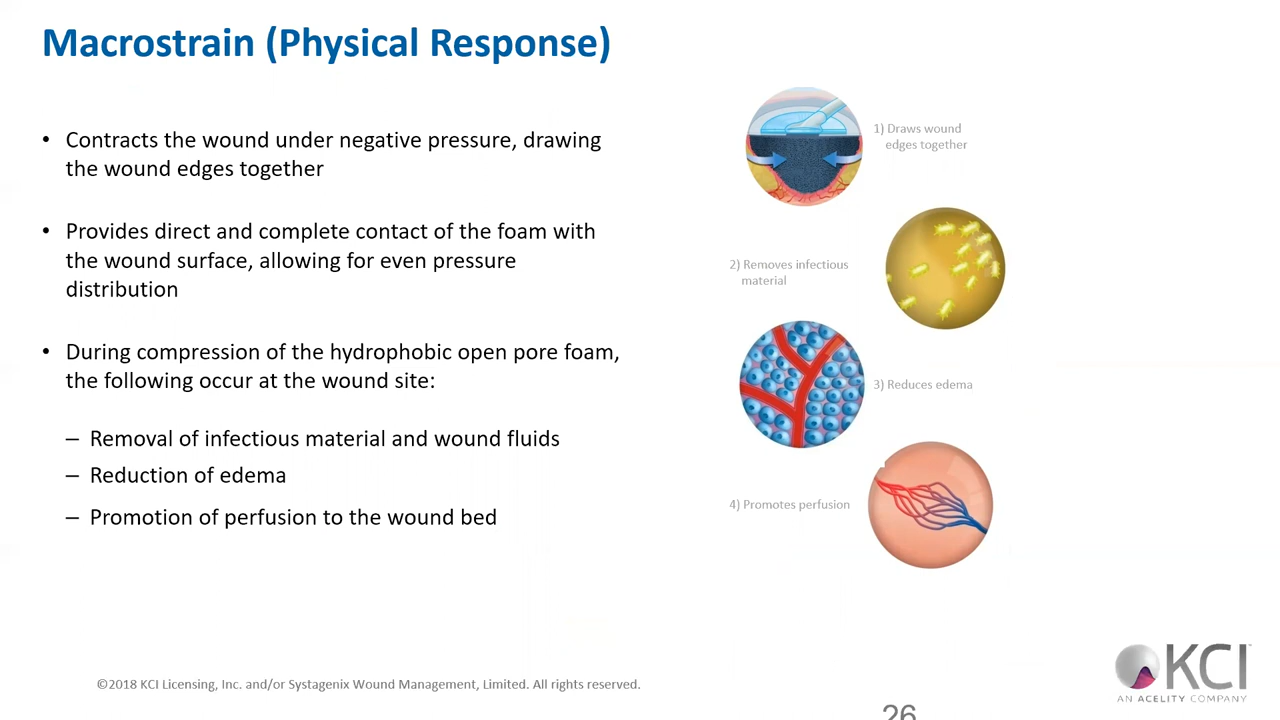 Macrostrain (Physical Response)
• Contracts the wound under negative pressure, drawing
the wound edges together
• Provides direct and complete contact of the foam with
the wound surface, allowing for even pressure
distribution
• During compression of the hydrophobic open pore foam,
the following occur at the wound site:
– Removal of infectious material and wound fluids
– Reduction of edema
– Promotion of perfusion to the wound bed
1) Draws wound
edges together
2) Removes infectious
material
3) Reduces edema
4) Promotes perfusion
©2018 KCI Licensing, Inc. and/or Systagenix Wound Management, Limited. All rights reserved.
KCI™
AN ACELITY COMPANY
26